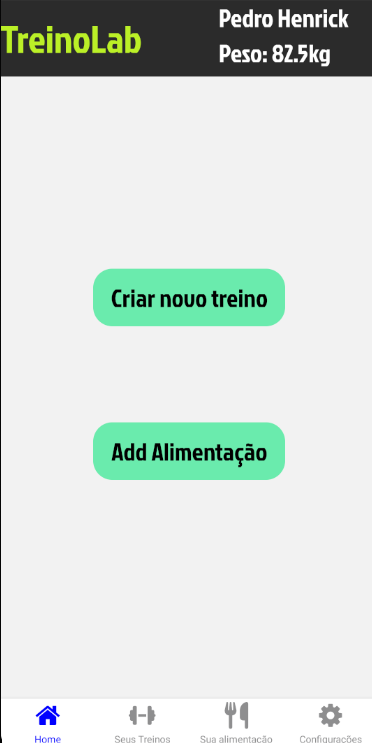 TreinoLab
Pedro Henrick
Peso: 82.5kg
Criar novo treino
Add Alimentação
Home
Seus Treinos
Sua alimentação
Configurações